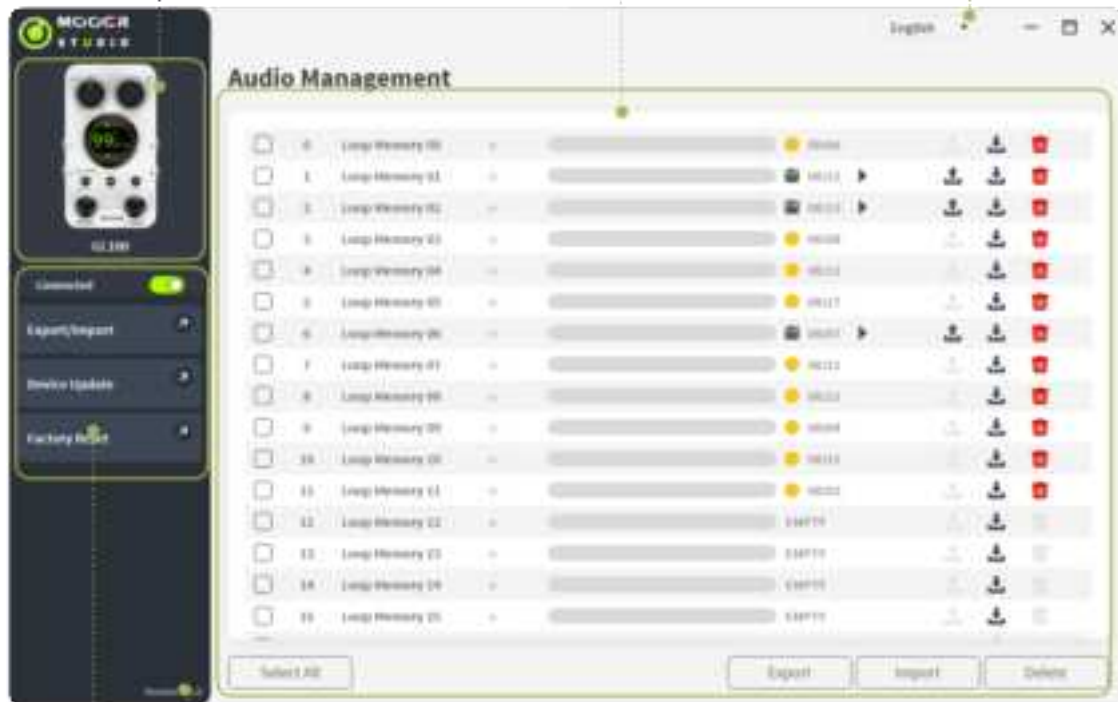 MOOER
STUDIO
English
Audio Management
GL100
Connected
Export/Import
Device Update
Factory Reset
0 Loop Memory 00
1 Loop Memory 01
2 Loop Memory 02
3 Loop Memory 03
4 Loop Memory 04
5 Loop Memory 05
6 Loop Memory 06
7 Loop Memory 07
8 Loop Memory 08
9 Loop Memory 09
10 Loop Memory 10
11 Loop Memory 11
12 Loop Memory 12 EMPTY
13 Loop Memory 13 EMPTY
14 Loop Memory 14 EMPTY
15 Loop Memory 15 EMPTY
Select All Export Import Delete